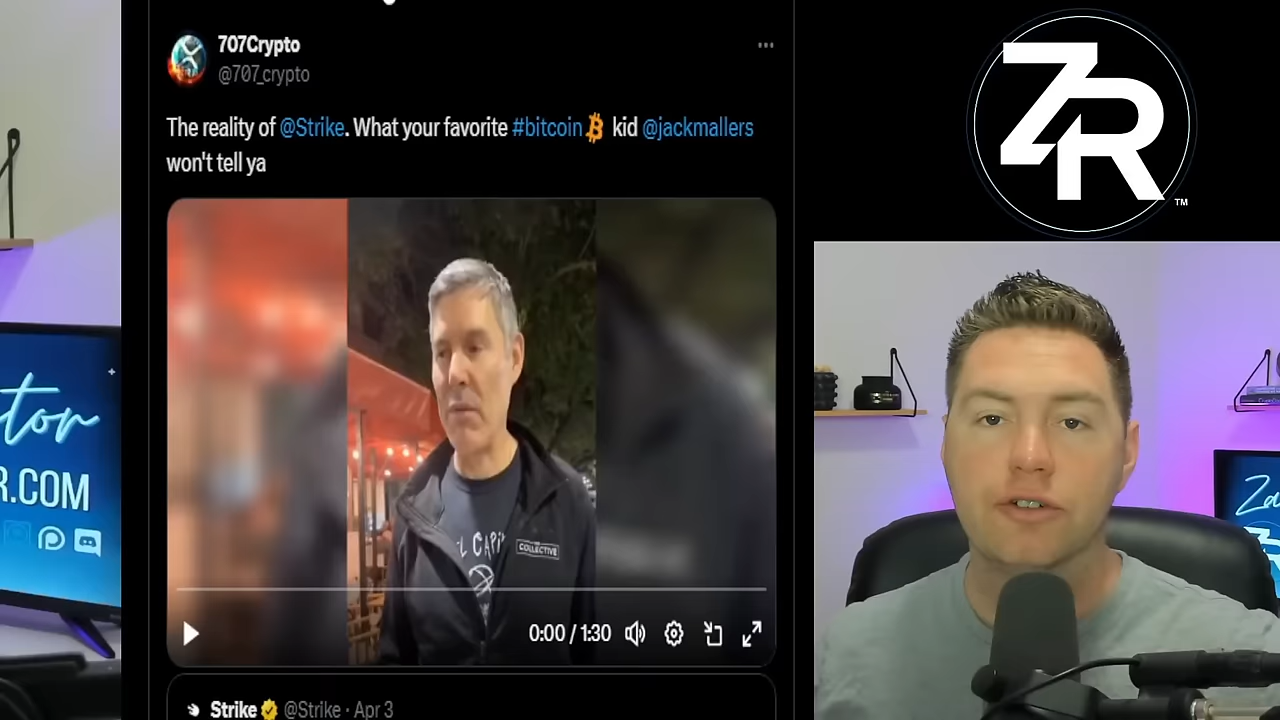 707Crypto
@707_crypto
The reality of @Strike. What your favorite #bitcoin kid @jackmallers
won't tell ya
COLLECTIVE
0:00 / 1:30
Strike @Strike · Apr 3
ZR
TM
tor
R.COM